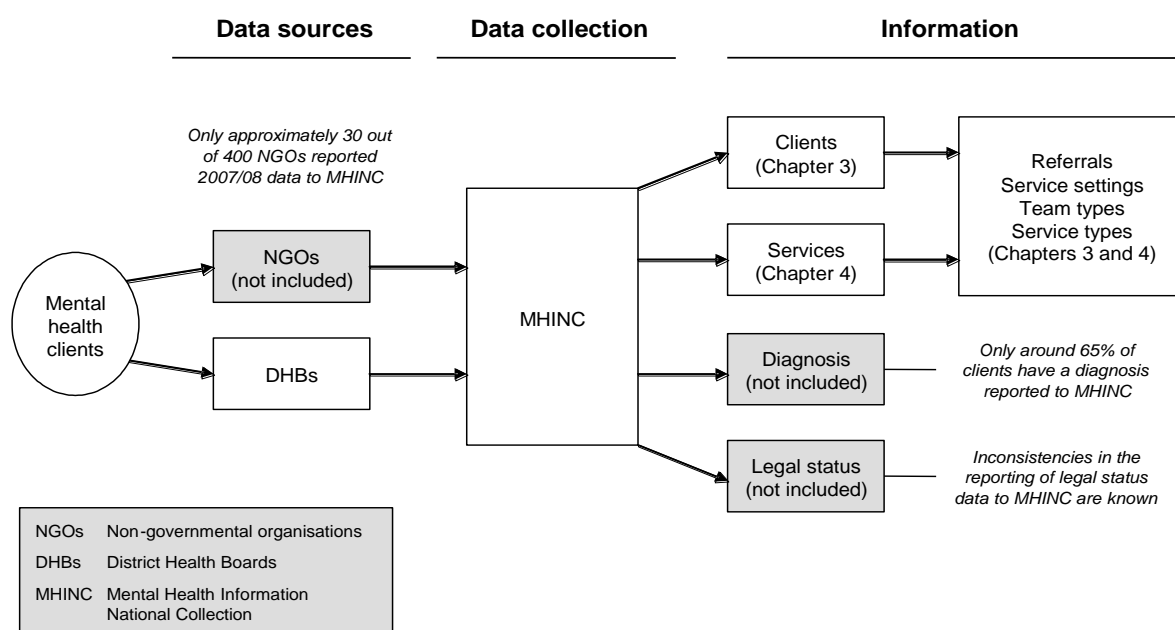 Data sources
Data collection
Information
Only approximately 30 out
of 400 NGOs reported
2007/08 data to MHINC
Mental
health
clients
NGOs
(not included)
DHBs
MHINC
Clients
(Chapter 3)
Services
(Chapter 4)
Diagnosis
(not included)
Legal status
(not included)
Referrals
Service settings
Team types
Service types
(Chapters 3 and 4)
Only around 65% of
clients have a diagnosis
reported to MHINC
Inconsistencies in the
reporting of legal status
data to MHINC are known
NGOs Non-governmental organisations
DHBs District Health Boards
MHINC Mental Health Information
National Collection